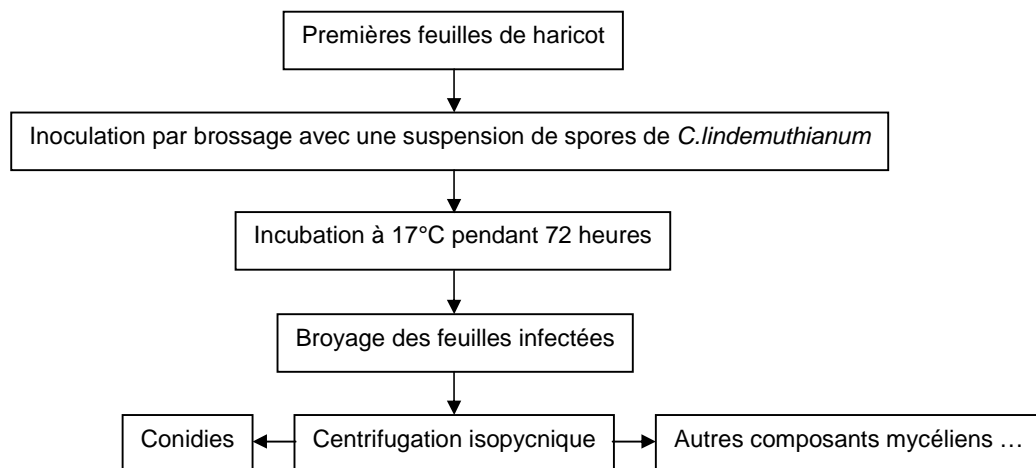 Premières feuilles de haricot
Inoculation par brossage avec une suspension de spores de C.lindemuthianum
Incubation à 17°C pendant 72 heures
Broyage des feuilles infectées
Conidies
Centrifugation isopycnique
Autres composants mycéliens …